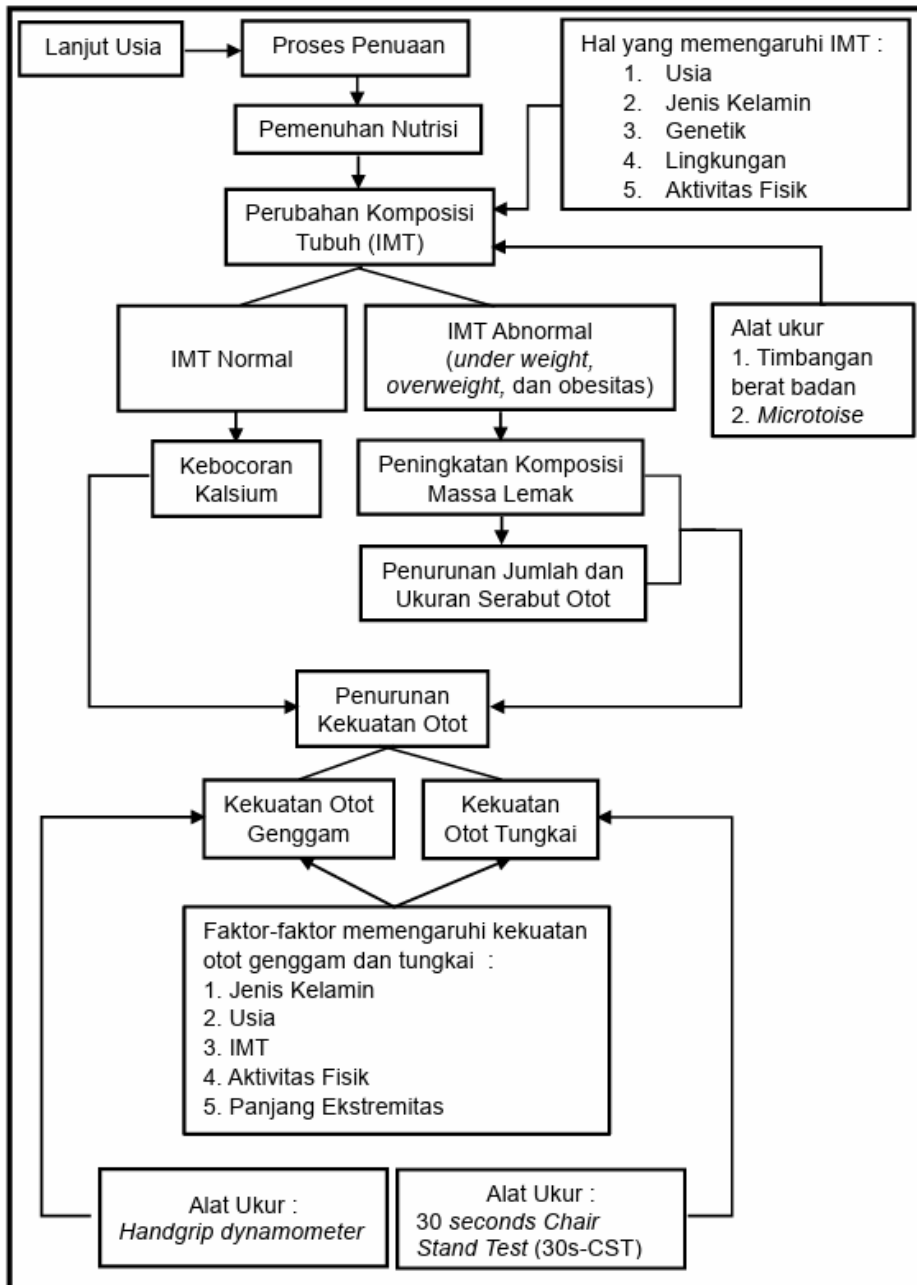 Lanjut Usia
Proses Penuaan
Hal yang memengaruhi IMT :
1. Usia
2. Jenis Kelamin
3. Genetik
4. Lingkungan
5. Aktivitas Fisik
Pemenuhan Nutrisi
Perubahan Komposisi
Tubuh (IMT)
IMT Normal
IMT Abnormal
(under weight,
overweight, dan obesitas)
Alat ukur
1. Timbangan
berat badan
2. Microtoise
Kebocoran
Kalsium
Peningkatan Komposisi
Massa Lemak
Penurunan Jumlah dan
Ukuran Serabut Otot
Penurunan
Kekuatan Otot
Kekuatan Otot
Genggam
Kekuatan
Otot Tungkai
Faktor-faktor memengaruhi kekuatan
otot genggam dan tungkai :
1. Jenis Kelamin
2. Usia
3. IMT
4. Aktivitas Fisik
5. Panjang Ekstremitas
Alat Ukur :
Handgrip dynamometer
Alat Ukur :
30 seconds Chair
Stand Test (30s-CST)